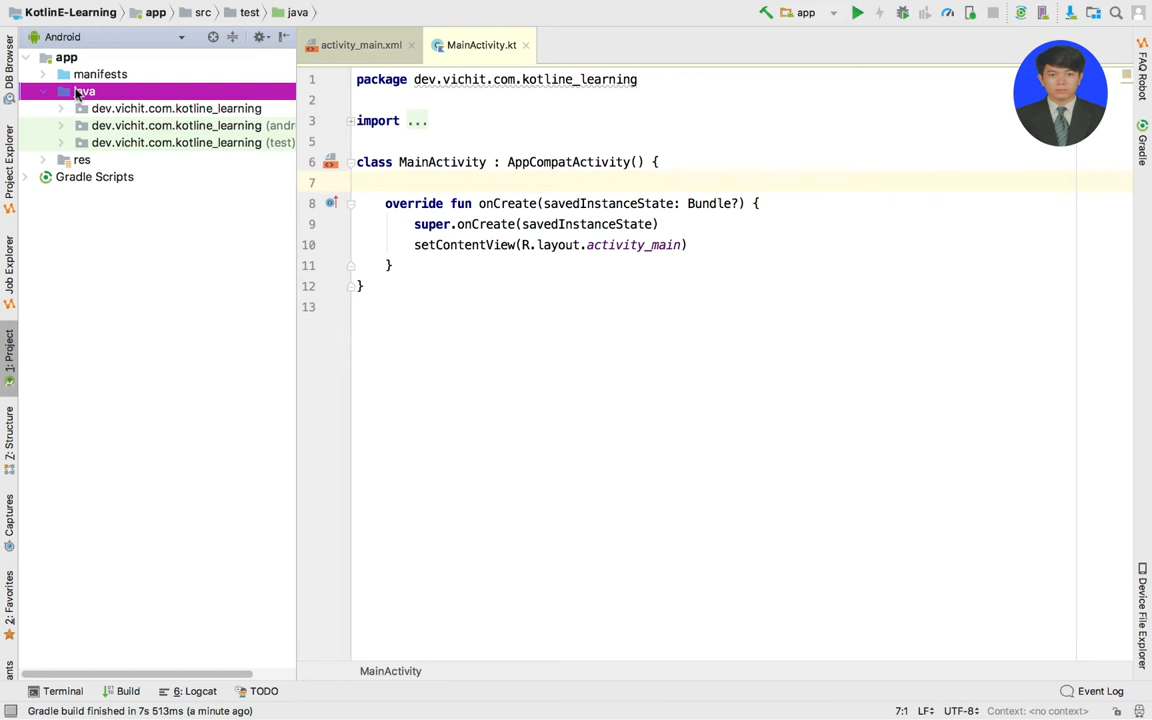 KotlinE-Learning app src test java
app
DB Browser
Project Explorer
Job Explorer
1: Project
Z: Structure
Captures
2: Favorites
ants
Android
app
manifests
java
dev.vichit.com.kotline_learning
dev.vichit.com.kotline_learning (andr
dev.vichit.com.kotline_learning (test)
res
Gradle Scripts
activity_main.xml
MainActivity.kt
1 package dev.vichit.com.kotline_learning
2
3 import ...
5
6 class MainActivity : AppCompatActivity() {
7
8 override fun onCreate(savedInstanceState: Bundle?) {
9 super.onCreate(savedInstanceState)
10 setContentView(R.layout.activity_main)
11 }
12 }
13
MainActivity
FAQ Robot
Gradle
Device File Explorer
Terminal Build 6: Logcat TODO
Event Log
Gradle build finished in 7s 513ms (a minute ago)
7:1 LF UTF-8 Context: <no context>